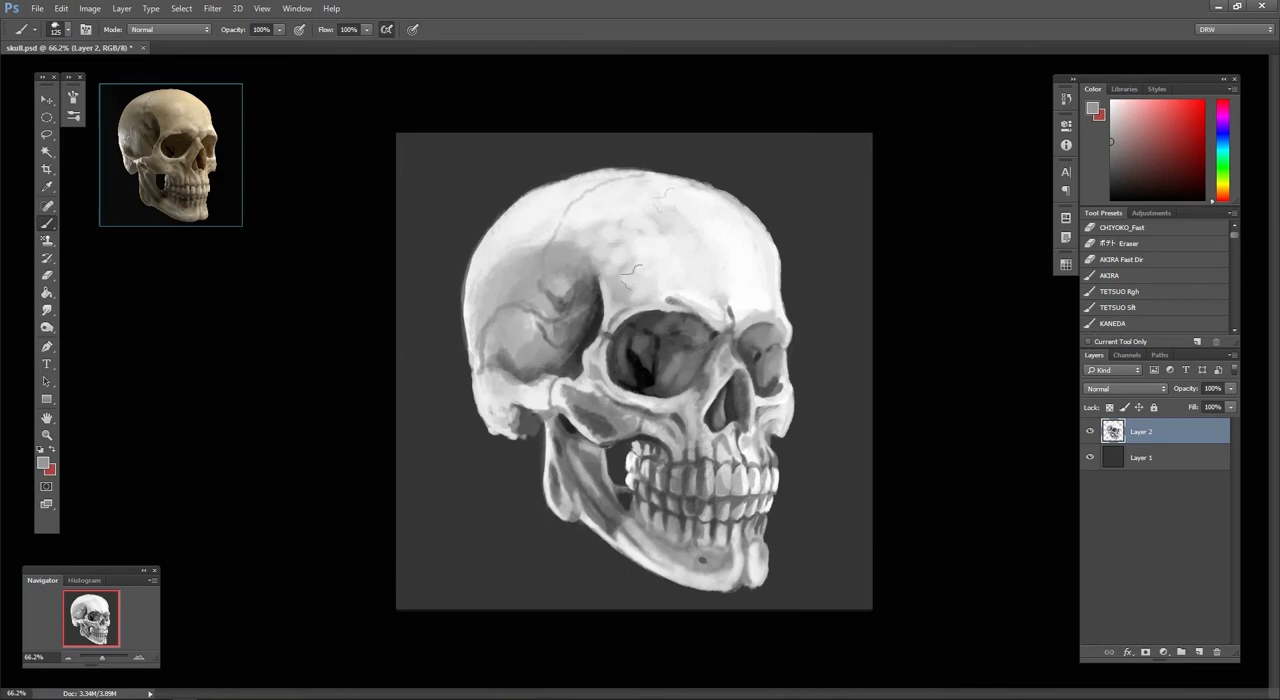 Ps File Edit Image Layer Type Select Filter 3D View Window Help
125 Mode: Normal Opacity: 100% Flow: 100% DRW
skull.psd @ 66.2% (Layer 2, RGB/8) *
Color Libraries Styles
Tool Presets Adjustments
CHIYOKO_Fast
ポテト Eraser
AKIRA Fast Dir
AKIRA
TETSUO Rgh
TETSUO Sft
KANEDA
Current Tool Only
Layers Channels Paths
Kind
Normal Opacity: 100%
Lock: Fill: 100%
Layer 2
Layer 1
Navigator Histogram
66.2%
66.2% Doc: 3.34M/3.89M